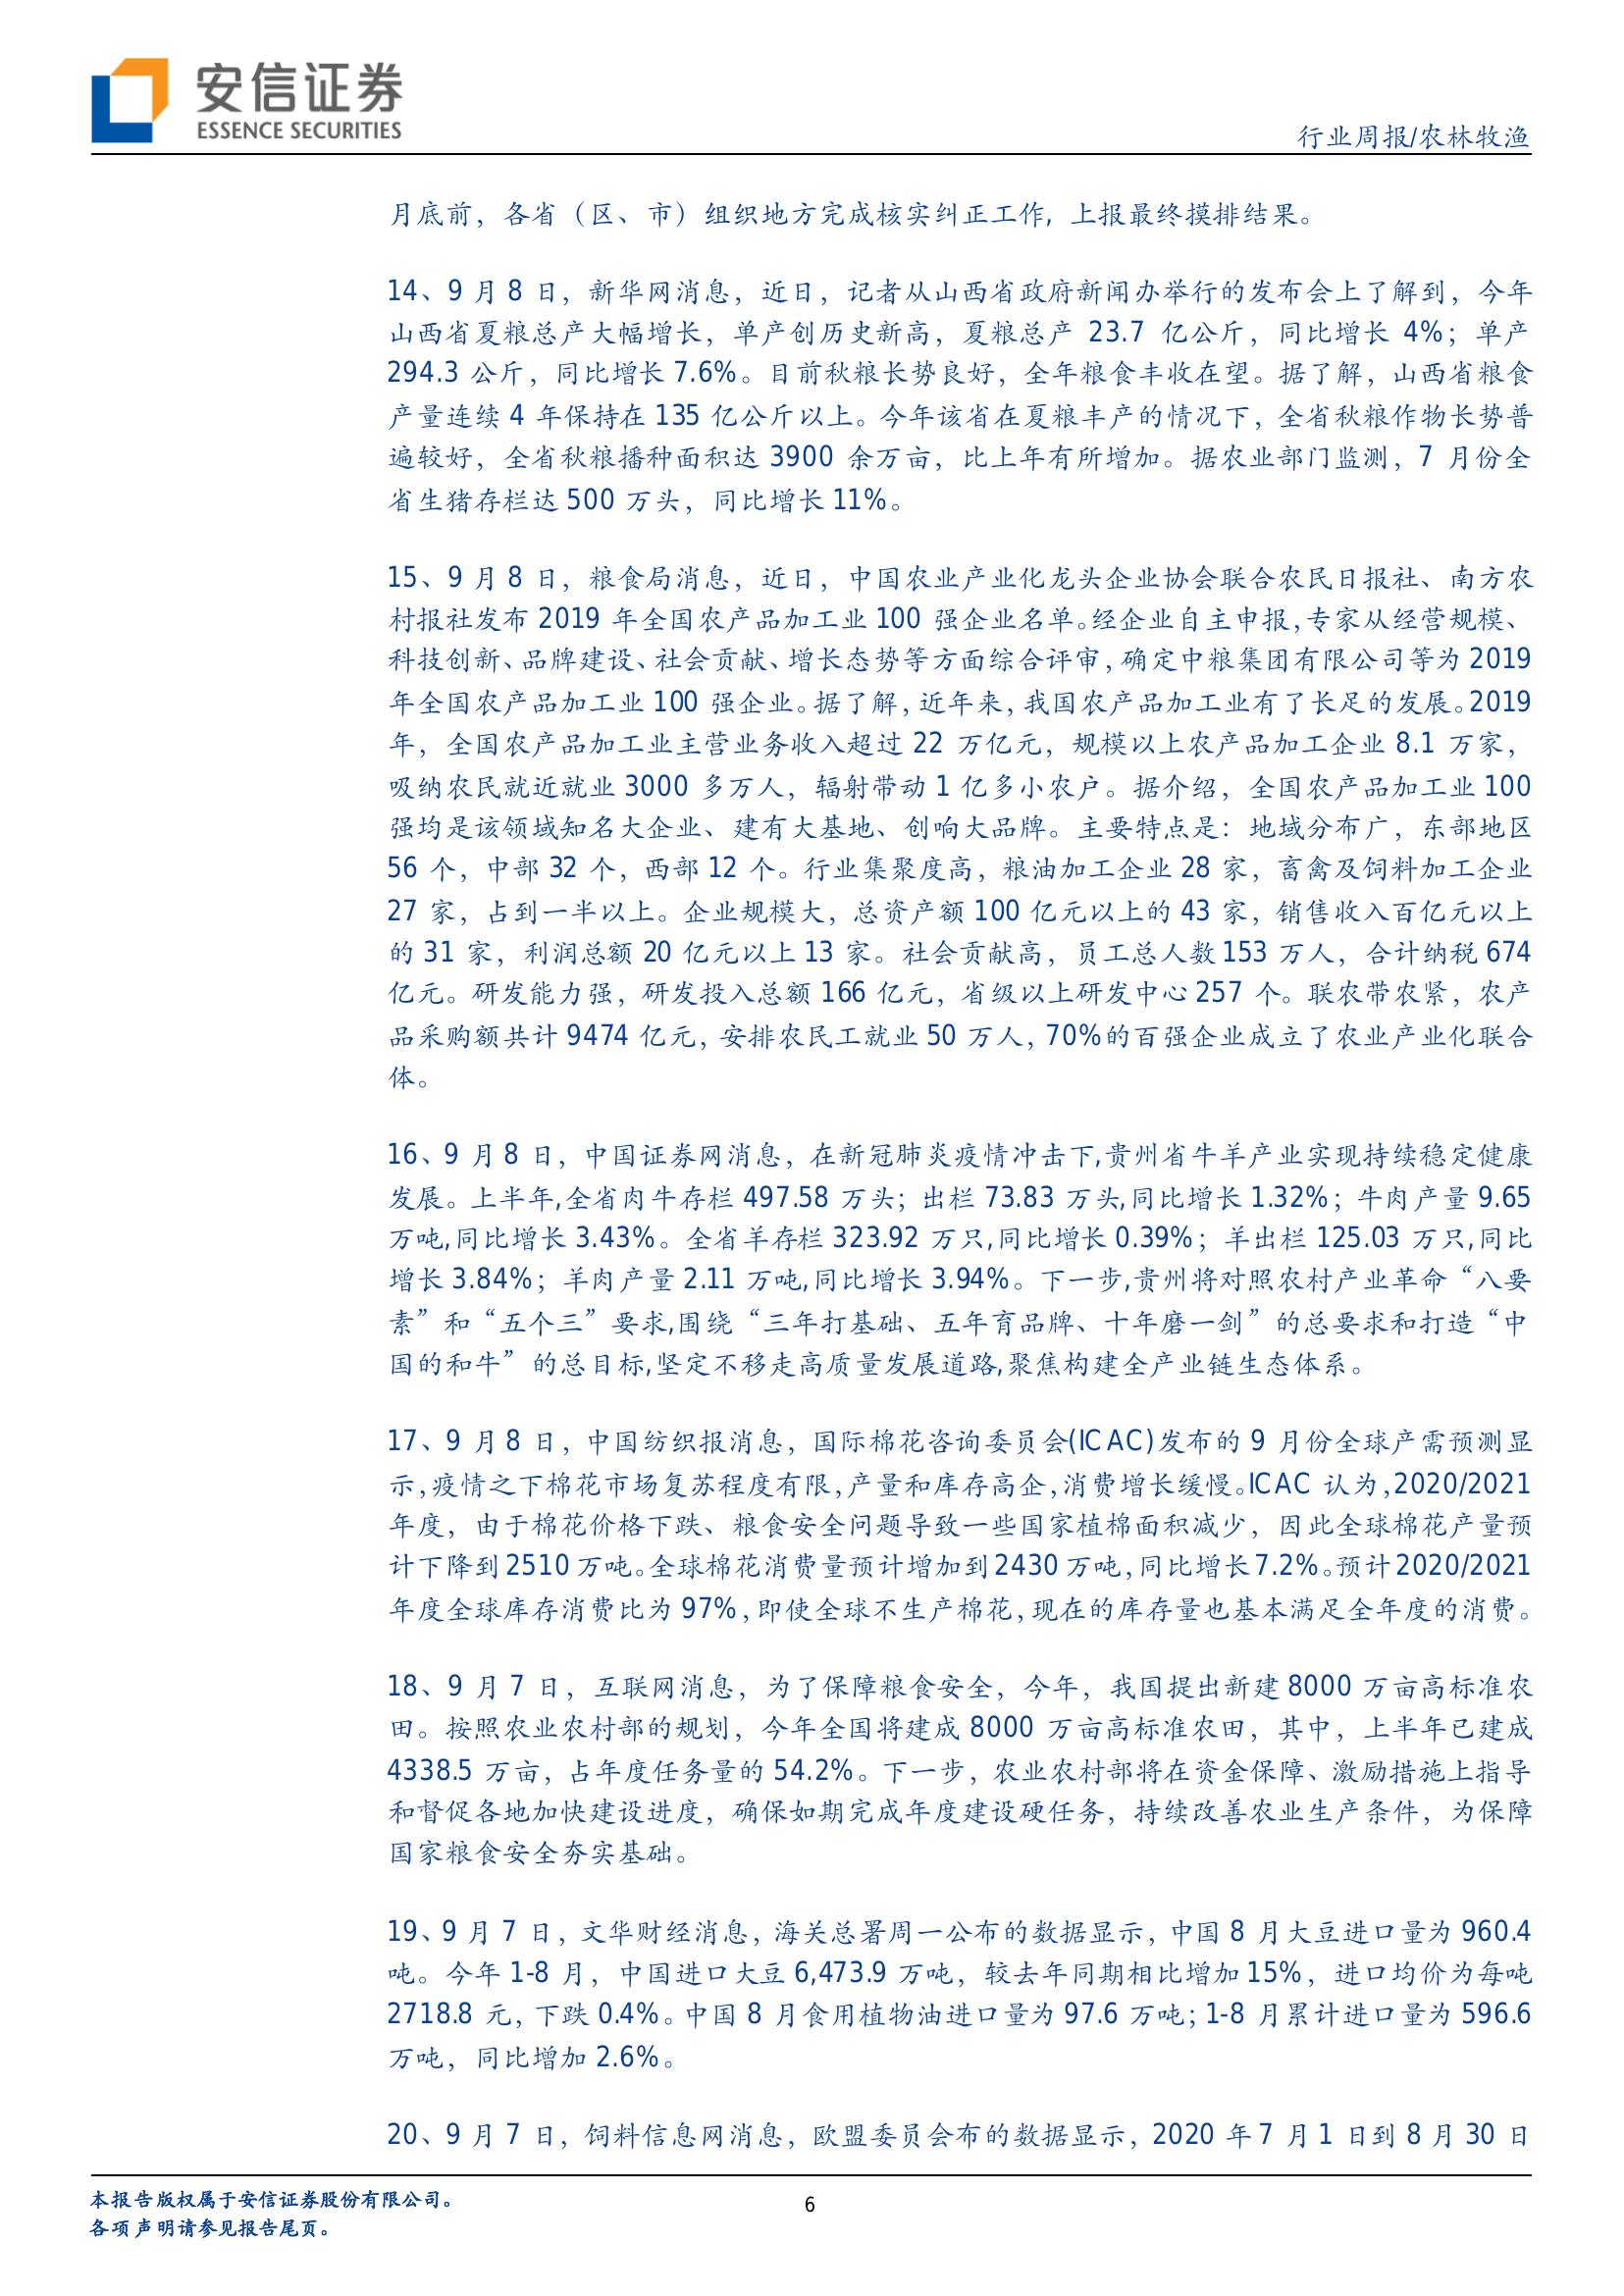 安信证券
ESSENCE SECURITIES
行业周报/农林牧渔
月底前，各省（区、市）组织地方完成核实纠正工作，上报最终摸排结果。
14、9 月 8 日，新华网消息，近日，记者从山西省政府新闻办举行的发布会上了解到，今年
山西省夏粮总产大幅增长，单产创历史新高，夏粮总产 23.7 亿公斤，同比增长 4%；单产
294.3 公斤，同比增长 7.6%。目前秋粮长势良好，全年粮食丰收在望。据了解，山西省粮食
产量连续 4 年保持在 135 亿公斤以上。今年该省在夏粮丰产的情况下，全省秋粮作物长势普
遍较好，全省秋粮播种面积达 3900 余万亩，比上年有所增加。据农业部门监测，7 月份全
省生猪存栏达 500 万头，同比增长 11%。
15、9 月 8 日，粮食局消息，近日，中国农业产业化龙头企业协会联合农民日报社、南方农
村报社发布 2019 年全国农产品加工业 100 强企业名单。经企业自主申报，专家从经营规模、
科技创新、品牌建设、社会贡献、增长态势等方面综合评审，确定中粮集团有限公司等为 2019
年全国农产品加工业 100 强企业。据了解，近年来，我国农产品加工业有了长足的发展。2019
年，全国农产品加工业主营业务收入超过 22 万亿元，规模以上农产品加工企业 8.1 万家，
吸纳农民就近就业 3000 多万人，辐射带动 1 亿多小农户。据介绍，全国农产品加工业 100
强均是该领域知名大企业、建有大基地、创响大品牌。主要特点是：地域分布广，东部地区
56 个，中部 32 个，西部 12 个。行业集聚度高，粮油加工企业 28 家，畜禽及饲料加工企业
27 家，占到一半以上。企业规模大，总资产额 100 亿元以上的 43 家，销售收入百亿元以上
的 31 家，利润总额 20 亿元以上 13 家。社会贡献高，员工总人数 153 万人，合计纳税 674
亿元。研发能力强，研发投入总额 166 亿元，省级以上研发中心 257 个。联农带农紧，农产
品采购额共计 9474 亿元，安排农民工就业 50 万人，70%的百强企业成立了农业产业化联合
体。
16、9 月 8 日，中国证券网消息，在新冠肺炎疫情冲击下,贵州省牛羊产业实现持续稳定健康
发展。上半年,全省肉牛存栏 497.58 万头；出栏 73.83 万头,同比增长 1.32%；牛肉产量 9.65
万吨,同比增长 3.43%。全省羊存栏 323.92 万只,同比增长 0.39%；羊出栏 125.03 万只,同比
增长 3.84%；羊肉产量 2.11 万吨,同比增长 3.94%。下一步,贵州将对照农村产业革命“八要
素”和“五个三”要求,围绕“三年打基础、五年育品牌、十年磨一剑”的总要求和打造“中
国的和牛”的总目标,坚定不移走高质量发展道路,聚焦构建全产业链生态体系。
17、9 月 8 日，中国纺织报消息，国际棉花咨询委员会(ICAC)发布的 9 月份全球产需预测显
示,疫情之下棉花市场复苏程度有限,产量和库存高企,消费增长缓慢。ICAC 认为,2020/2021
年度，由于棉花价格下跌、粮食安全问题导致一些国家植棉面积减少，因此全球棉花产量预
计下降到 2510 万吨。全球棉花消费量预计增加到 2430 万吨，同比增长 7.2%。预计 2020/2021
年度全球库存消费比为 97%，即使全球不生产棉花，现在的库存量也基本满足全年度的消费。
18、9 月 7 日，互联网消息，为了保障粮食安全，今年，我国提出新建 8000 万亩高标准农
田。按照农业农村部的规划，今年全国将建成 8000 万亩高标准农田，其中，上半年已建成
4338.5 万亩，占年度任务量的 54.2%。下一步，农业农村部将在资金保障、激励措施上指导
和督促各地加快建设进度，确保如期完成年度建设硬任务，持续改善农业生产条件，为保障
国家粮食安全夯实基础。
19、9 月 7 日，文华财经消息，海关总署周一公布的数据显示，中国 8 月大豆进口量为 960.4
吨。今年 1-8 月，中国进口大豆 6,473.9 万吨，较去年同期相比增加 15%，进口均价为每吨
2718.8 元，下跌 0.4%。中国 8 月食用植物油进口量为 97.6 万吨；1-8 月累计进口量为 596.6
万吨，同比增加 2.6%。
20、9 月 7 日，饲料信息网消息，欧盟委员会布的数据显示，2020 年 7 月 1 日到 8 月 30 日
本报告版权属于安信证券股份有限公司。
各项声明请参见报告尾页。
6